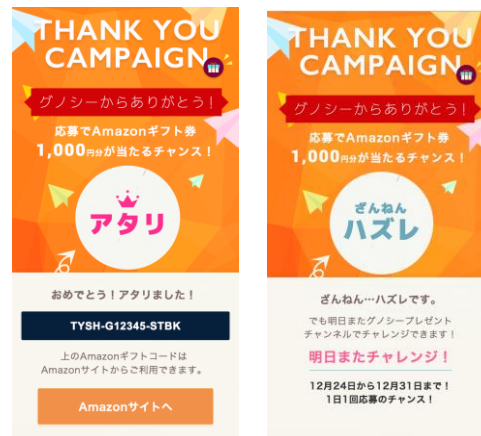 THANK YOU
CAMPAIGN
グノシーからありがとう!
応募でAmazonギフト券
1,000円分が当たるチャンス!
アタリ
おめでとう!アタリました!
TYSH-G12345-STBK
上のAmazonギフトコードは
Amazonサイトからご利用できます。
Amazonサイトへ
THANK YOU
CAMPAIGN
グノシーからありがとう!
応募でAmazonギフト券
1,000円分が当たるチャンス!
ざんねん
ハズレ
ざんねん…ハズレです。
でも明日またグノシープレゼント
チャンネルでチャレンジできます!
明日またチャレンジ!
12月24日から12月31日まで!
1日1回応募のチャンス!